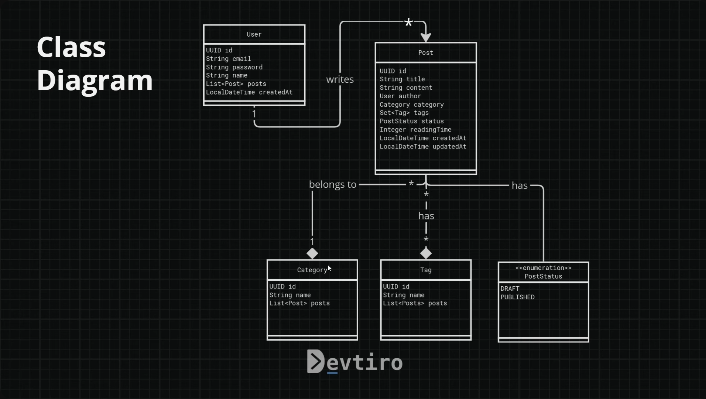 Class
Diagram
User
UUID id
String email
String password
String name
List<Post> posts
LocalDateTime createdAt
1
writes
*
Post
UUID id
String title
String content
User author
Category category
Set<Tag> tags
PostStatus status
Integer readingTime
LocalDateTime createdAt
LocalDateTime updatedAt
belongs to
*
1
*
has
*
has
Category
UUID id
String name
List<Post> posts
Tag
UUID id
String name
List<Posts> posts
<<enumeration>>
PostStatus
DRAFT
PUBLISHED
Devtiro